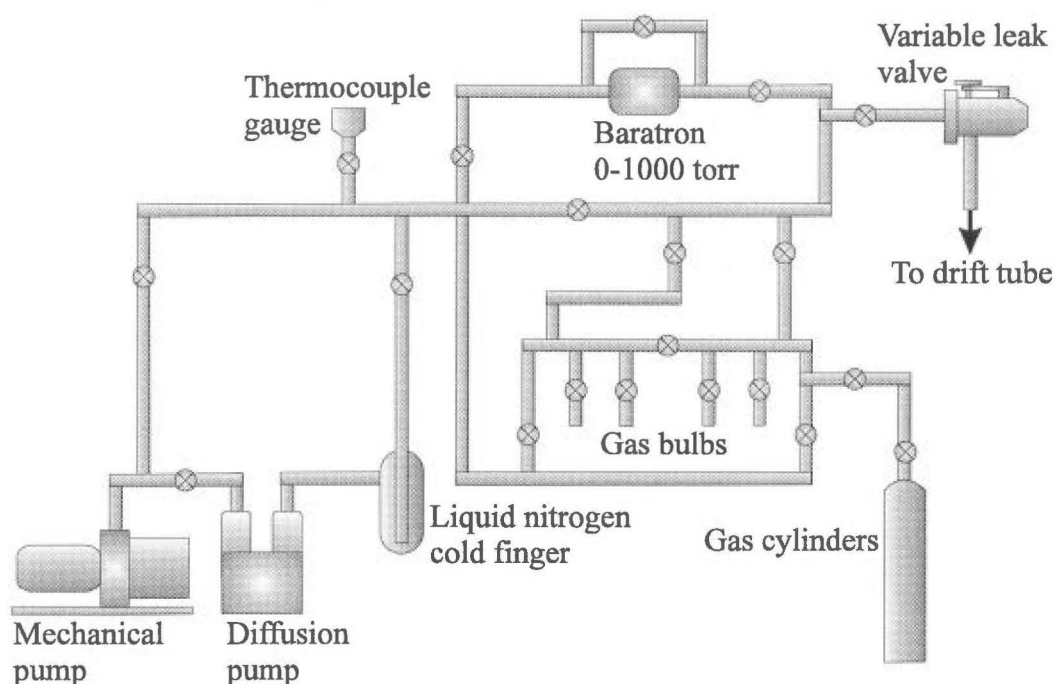 Variable leak
valve
Thermocouple
gauge
Baratron
0-1000 torr
To drift tube
Gas bulbs
Liquid nitrogen
cold finger
Gas cylinders
Mechanical
pump
Diffusion
pump